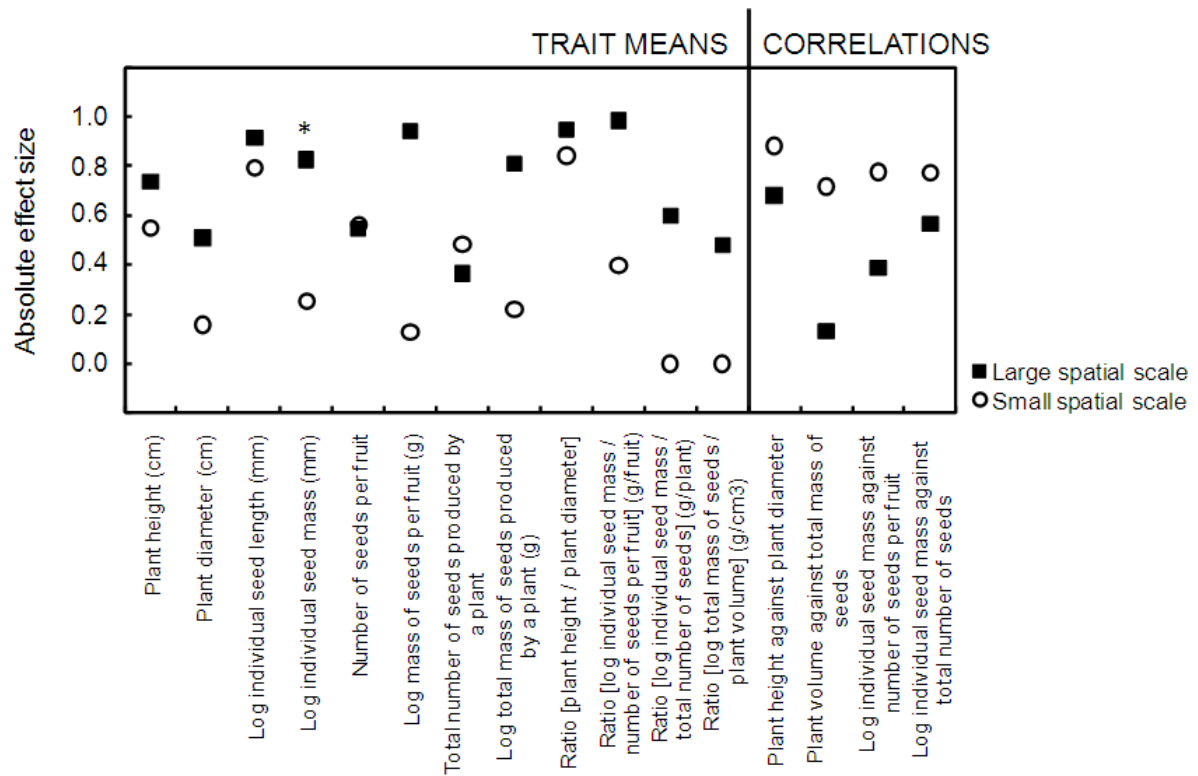 TRAIT MEANS
CORRELATIONS
Absolute effect size
1.0
0.8
0.6
0.4
0.2
0.0
*
Large spatial scale
Small spatial scale
Plant height (cm)
Plant diameter (cm)
Log individual seed length (mm)
Log individual seed mass (mm)
Number of seeds per fruit
Log mass of seeds per fruit (g)
Total number of seeds produced by
a plant
Log total mass of seeds produced
by a plant (g)
Ratio [plant height / plant diameter]
Ratio [log individual seed mass /
number of seeds per fruit] (g/fruit)
Ratio [log individual seed mass /
total number of seeds] (g/plant)
Ratio [log total mass of seeds /
plant volume] (g/cm3)
Plant height against plant diameter
Plant volume against total mass of
seeds
Log individual seed mass against
number of seeds per fruit
Log individual seed mass against
total number of seeds